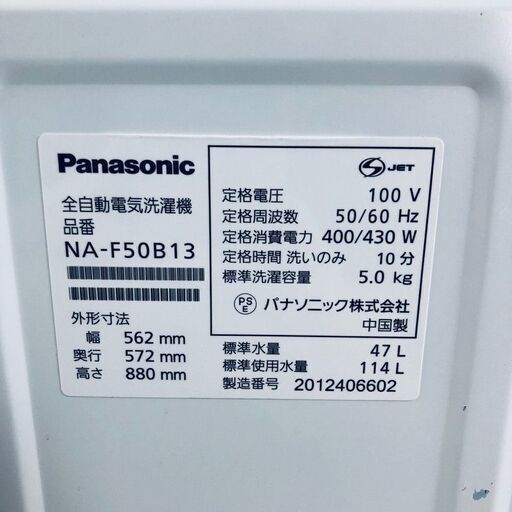 Panasonic
全自動電気洗濯機
品番
NA-F50B13
外形寸法
幅 562 mm
奥行 572 mm
高さ 880 mm
S JET
定格電圧 100 V
定格周波数 50/60 Hz
定格消費電力 400/430 W
定格時間 洗いのみ 10 分
標準洗濯容量 5.0 kg
PS E パナソニック株式会社
中国製
標準水量 47 L
標準使用水量 114 L
製造番号 2012406602